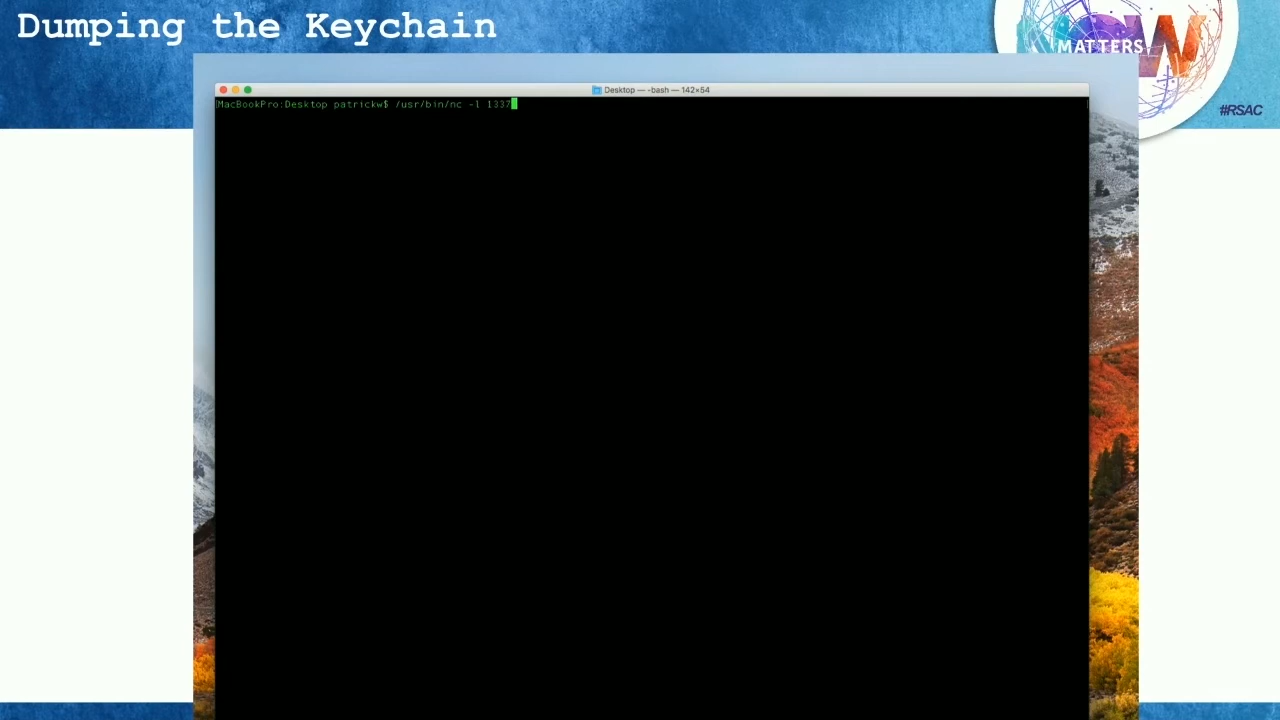 Dumping the Keychain
MATTERS
#RSAC
Desktop — -bash — 142×54
MacBookPro:Desktop patrickw$ /usr/bin/nc -l 1337